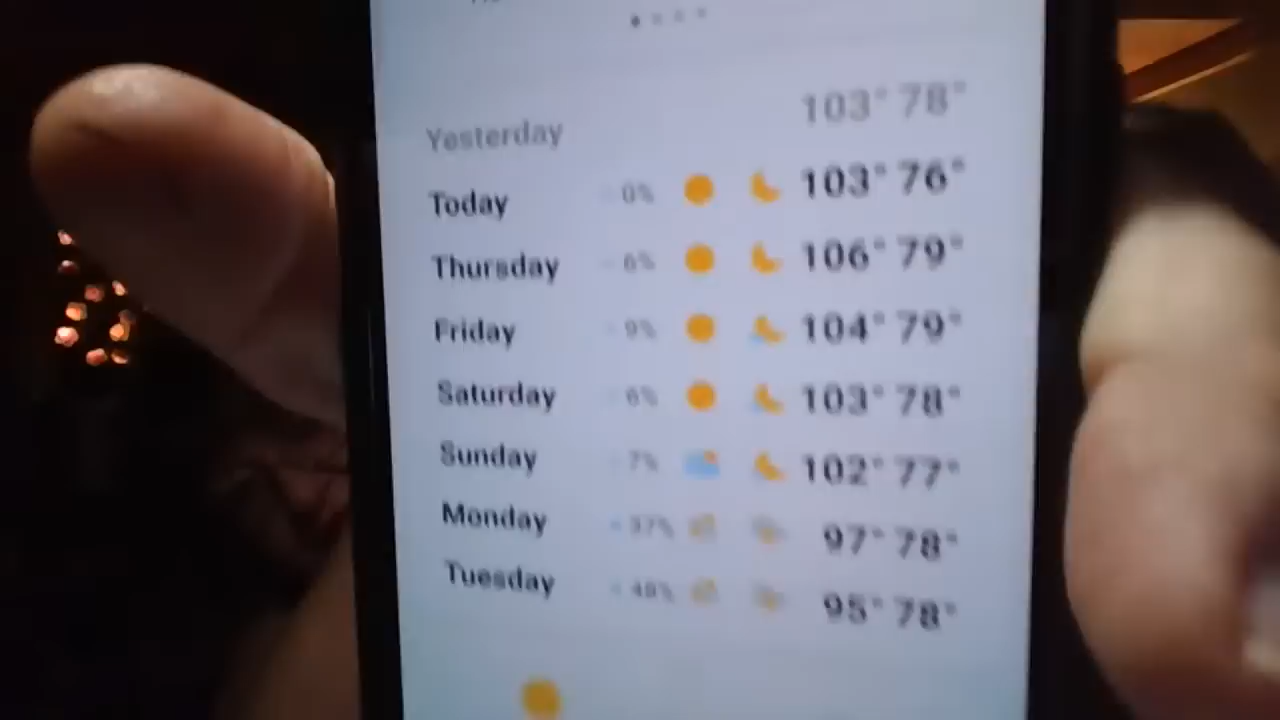 Yesterday 103° 78°
Today 0% 103° 76°
Thursday 6% 106° 79°
Friday 9% 104° 79°
Saturday 6% 103° 78°
Sunday 7% 102° 77°
Monday 37% 97° 78°
Tuesday 95° 78°